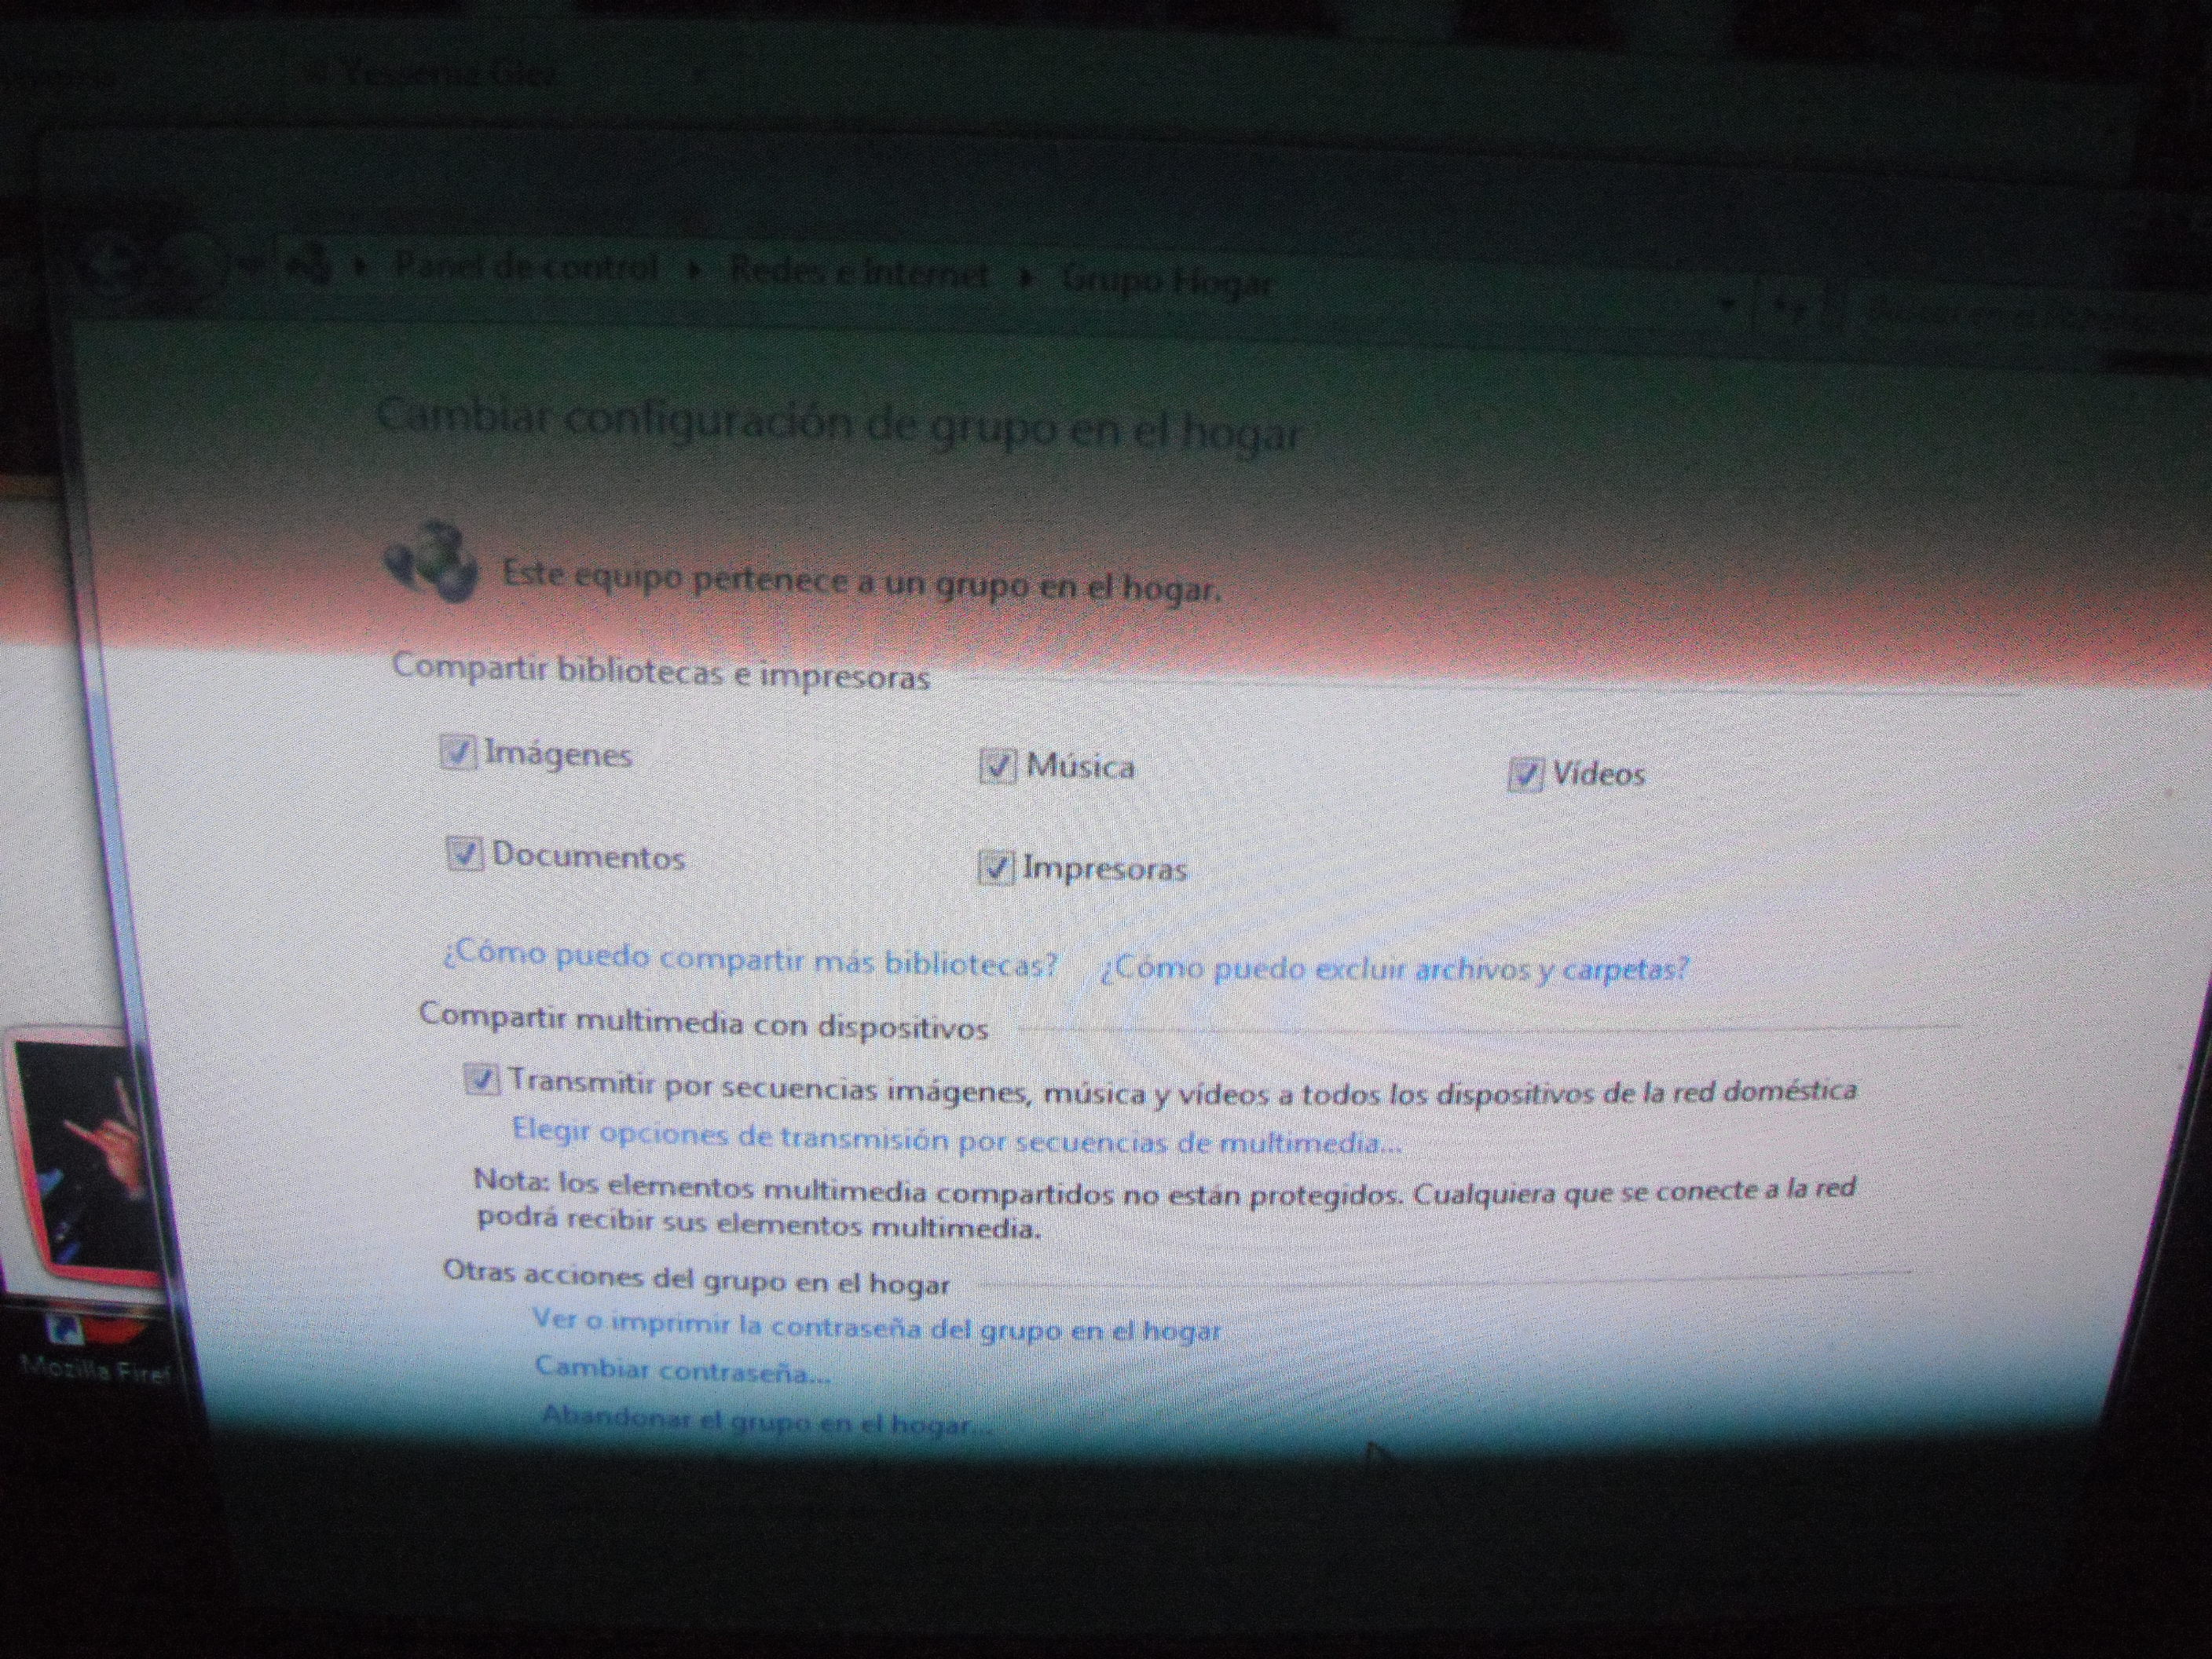 Panel de control ▸ Redes e Internet ▸ Grupo Hogar
Cambiar configuración de grupo en el hogar
Este equipo pertenece a un grupo en el hogar.
Compartir bibliotecas e impresoras
Imágenes Música Vídeos
Documentos Impresoras
¿Cómo puedo compartir más bibliotecas? ¿Cómo puedo excluir archivos y carpetas?
Compartir multimedia con dispositivos
Transmitir por secuencias imágenes, música y vídeos a todos los dispositivos de la red doméstica
Elegir opciones de transmisión por secuencias de multimedia...
Nota: los elementos multimedia compartidos no están protegidos. Cualquiera que se conecte a la red
podrá recibir sus elementos multimedia.
Otras acciones del grupo en el hogar
Ver o imprimir la contraseña del grupo en el hogar
Cambiar contraseña...
Abandonar el grupo en el hogar...
Mozilla Firef